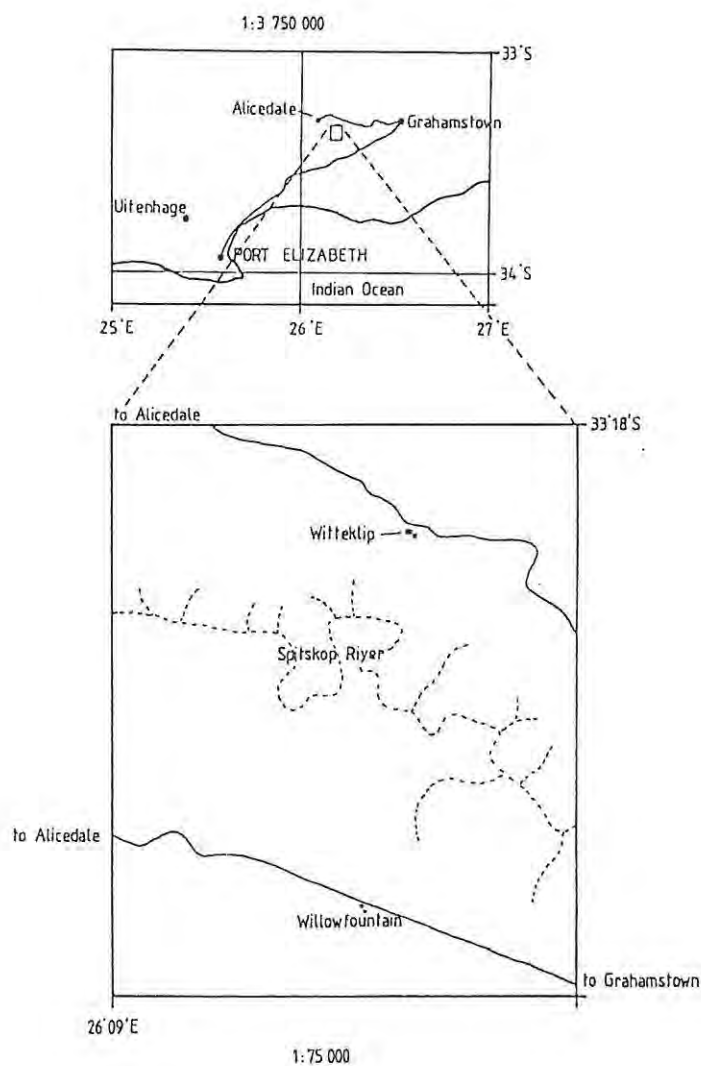 1:3 750 000
33°S
Alicedale
Grahamstown
Uitenhage
PORT ELIZABETH
34°S
Indian Ocean
25°E
26°E
27°E
to Alicedale
33°18'S
Witteklip
Spitskop River
to Alicedale
Willowfountain
to Grahamstown
26°09'E
1:75 000